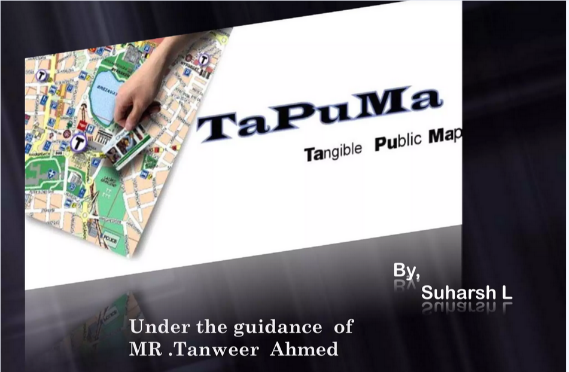 TaPuMa
Tangible Public Map
By,
Suharsh L
Under the guidance of
MR .Tanweer Ahmed